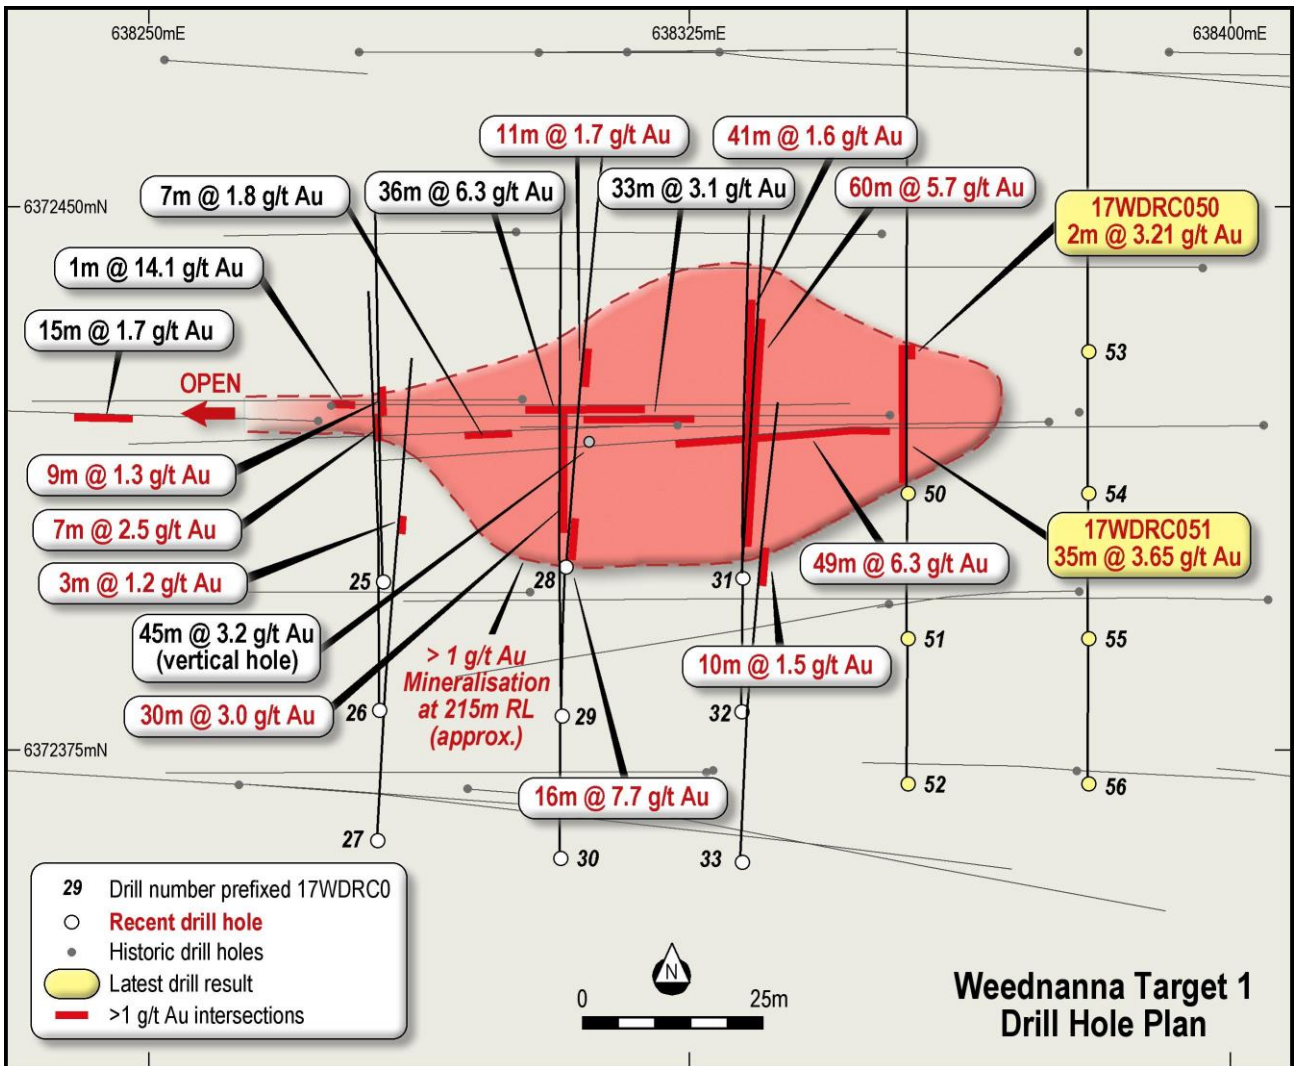 638250mE
638325mE
638400mE
11m @ 1.7 g/t Au
41m @ 1.6 g/t Au
7m @ 1.8 g/t Au
36m @ 6.3 g/t Au
33m @ 3.1 g/t Au
60m @ 5.7 g/t Au
6372450mN
17WDRC050
2m @ 3.21 g/t Au
1m @ 14.1 g/t Au
15m @ 1.7 g/t Au
53
OPEN
9m @ 1.3 g/t Au
50
54
7m @ 2.5 g/t Au
17WDRC051
35m @ 3.65 g/t Au
3m @ 1.2 g/t Au
25
28
31
49m @ 6.3 g/t Au
45m @ 3.2 g/t Au
(vertical hole)
51
55
> 1 g/t Au
Mineralisation
at 215m RL
(approx.)
10m @ 1.5 g/t Au
30m @ 3.0 g/t Au
26
29
32
6372375mN
16m @ 7.7 g/t Au
52
56
27
30
33
29 Drill number prefixed 17WDRC0
Recent drill hole
Historic drill holes
Latest drill result
>1 g/t Au intersections
N
0 25m
Weednanna Target 1
Drill Hole Plan